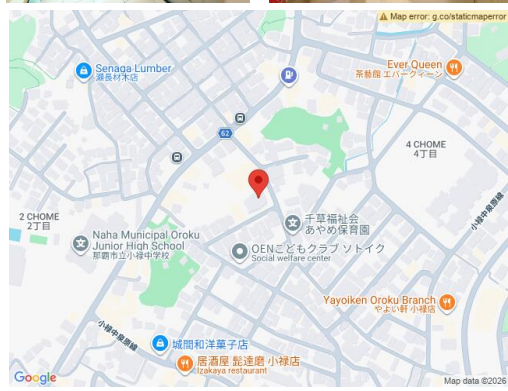 Map error: g.co/staticmaperror
Senaga Lumber
瀬長材木店
Ever Queen
茶藝館 エバークィーン
62
4 CHOME
4丁目
小禄中央線
2 CHOME
2丁目
千草福祉会
あやめ保育園
Naha Municipal Oroku
Junior High School
那覇市立小禄中学校
OENこどもクラブ ソトイク
Social welfare center
Yayoiken Oroku Branch
やよい軒 小禄店
小禄中央線
城間和洋菓子店
居酒屋 髭達磨 小禄店
Izakaya restaurant
Google
Map data ©2026